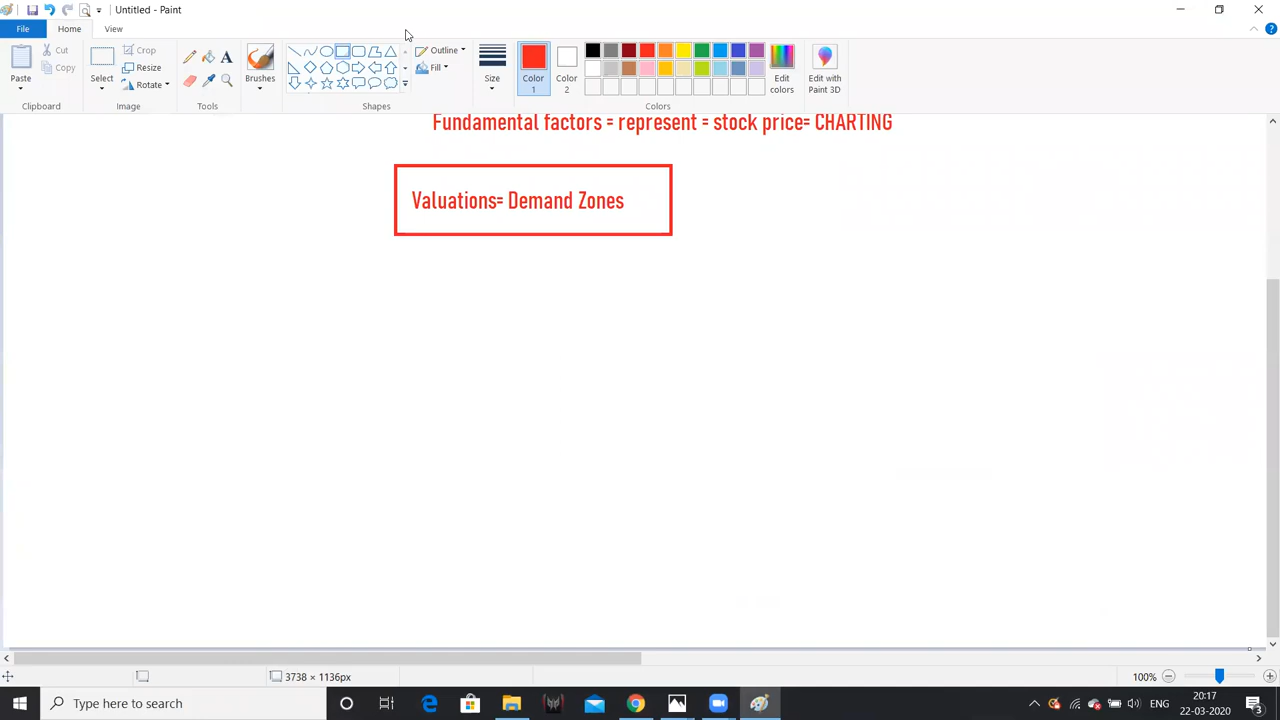 Untitled - Paint
File Home View
Paste
Cut
Copy
Clipboard
Select
Crop
Resize
Rotate
Image
Tools
Brushes
Shapes
Outline
Fill
Size
Color 1
Color 2
Edit colors
Edit with Paint 3D
Colors
Fundamental factors = represent = stock price= CHARTING
Valuations= Demand Zones
3738 × 1136px
100%
Type here to search
ENG
20:17
22-03-2020
3